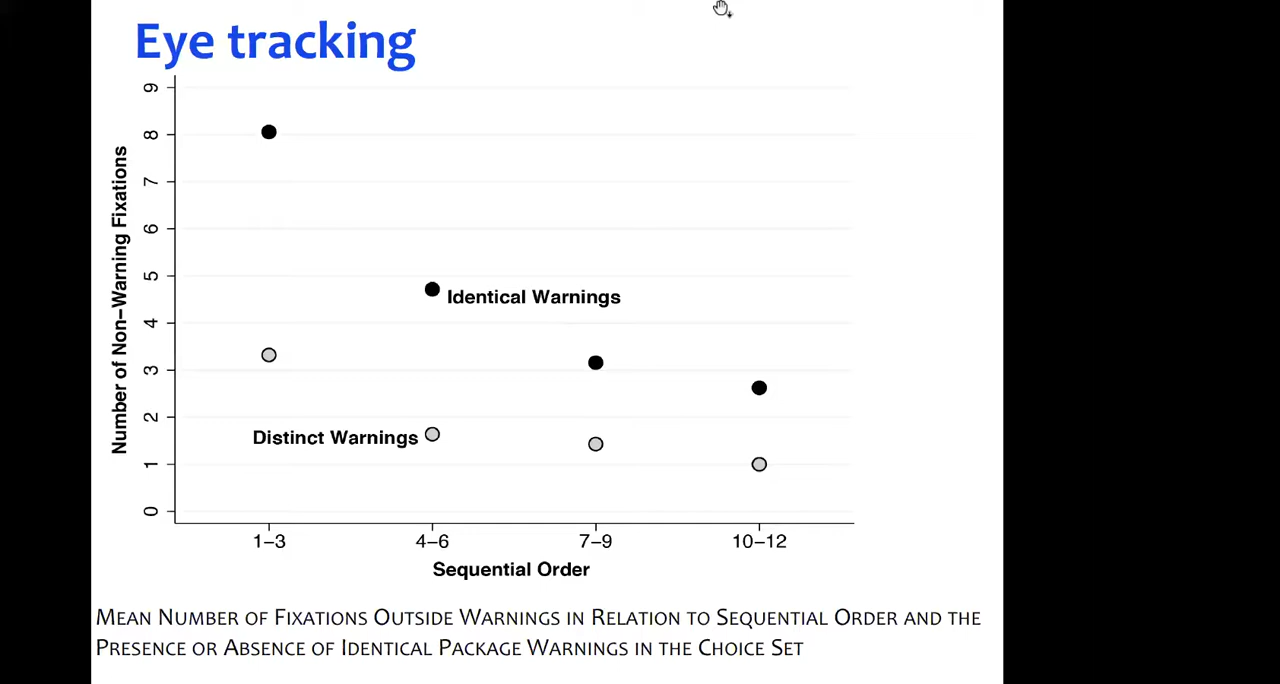 Eye tracking
9
8
7
6
5
4
3
2
1
0
Number of Non−Warning Fixations
Identical Warnings
Distinct Warnings
1−3 4−6 7−9 10−12
Sequential Order
MEAN NUMBER OF FIXATIONS OUTSIDE WARNINGS IN RELATION TO SEQUENTIAL ORDER AND THE
PRESENCE OR ABSENCE OF IDENTICAL PACKAGE WARNINGS IN THE CHOICE SET